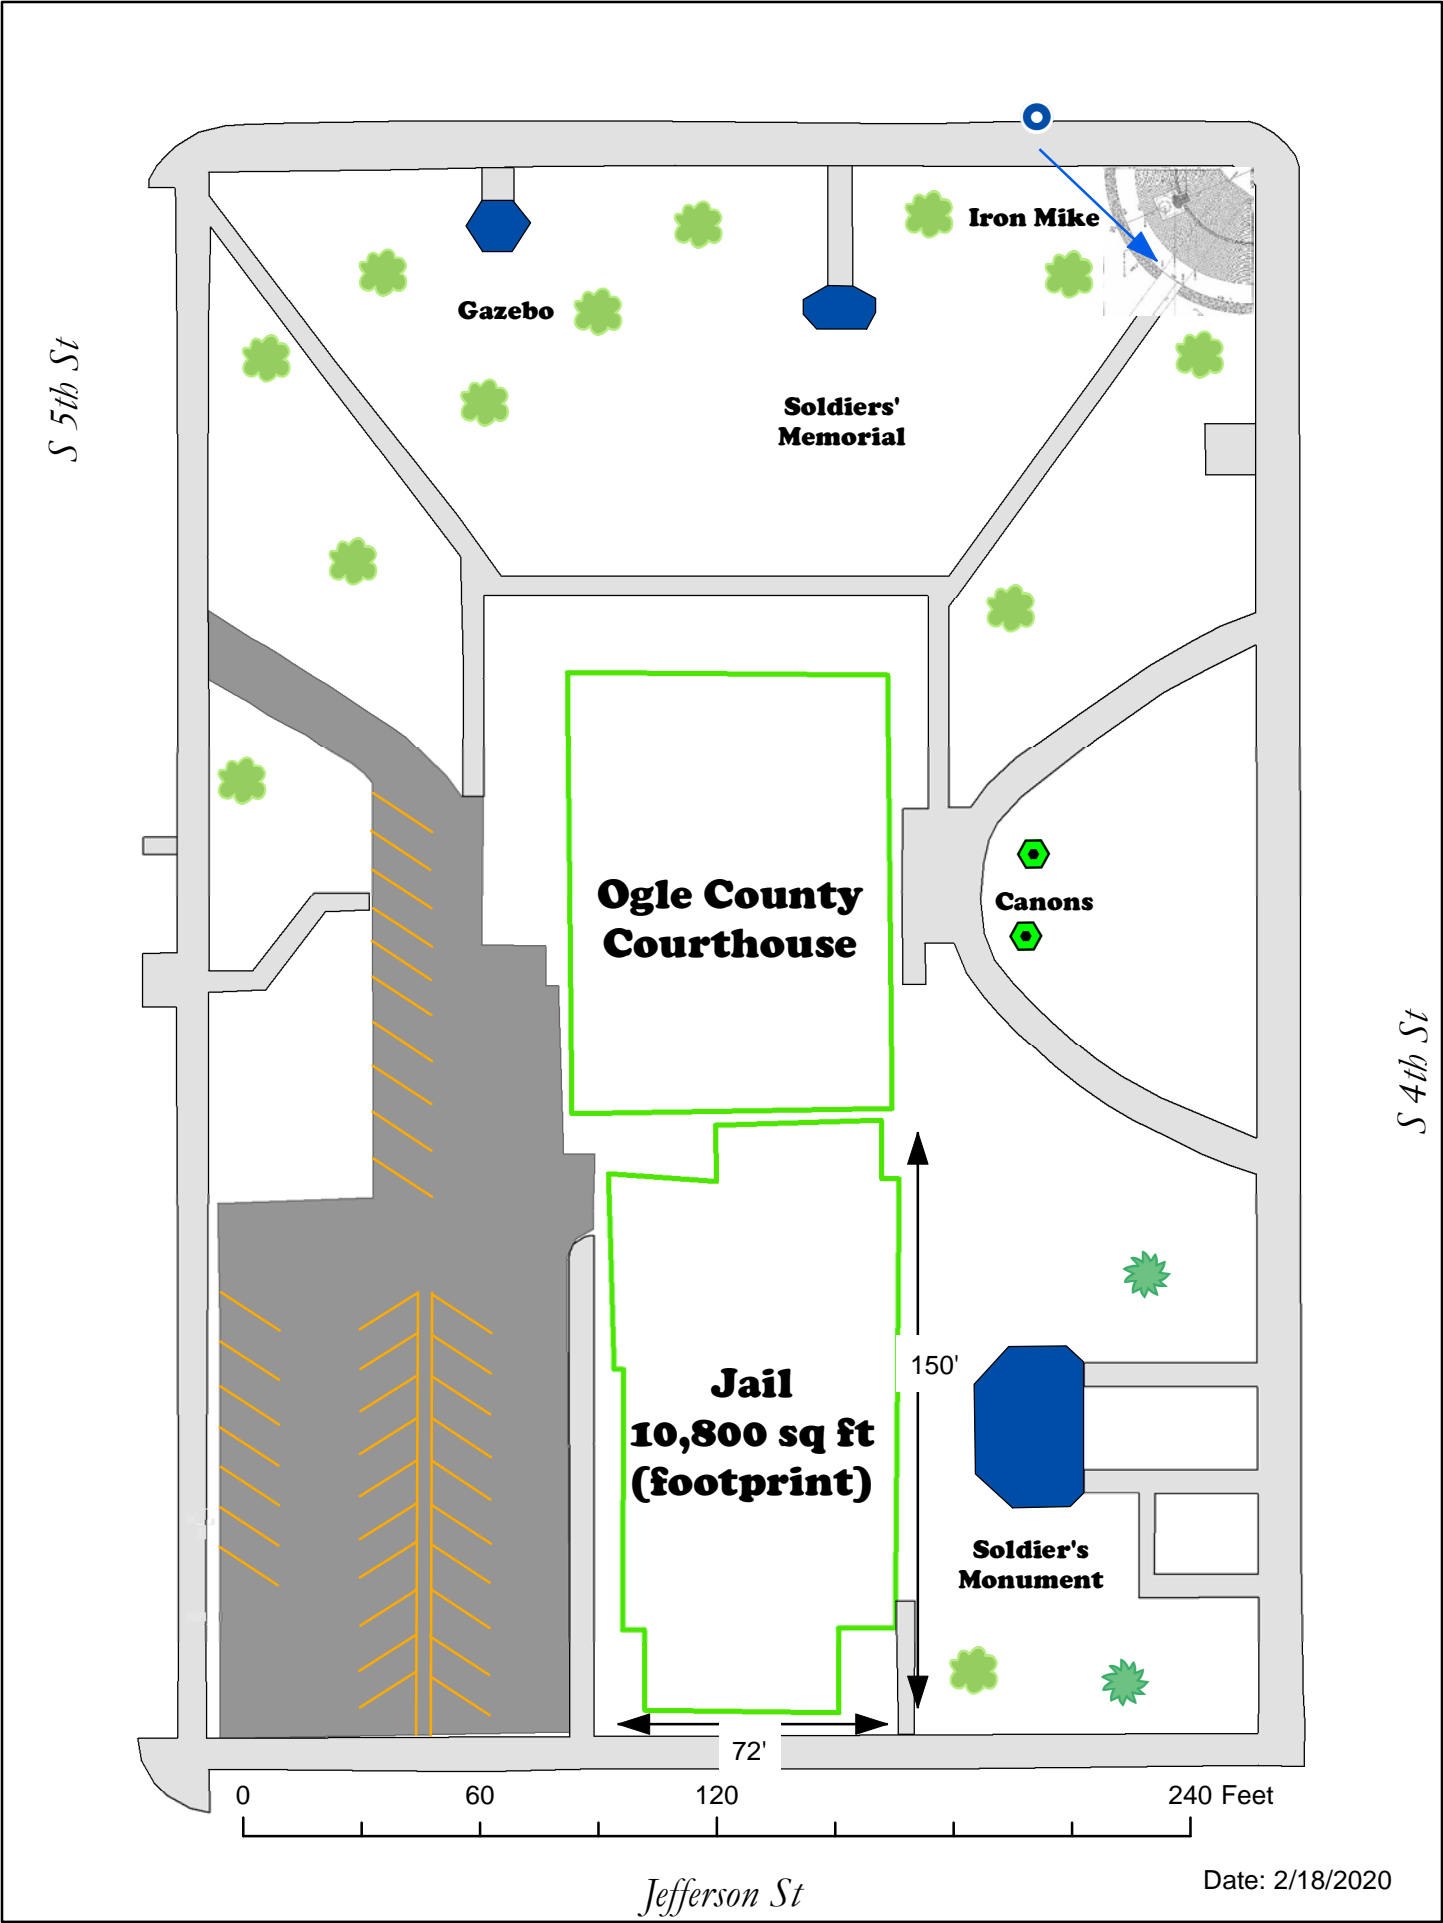 Iron Mike
Gazebo
S 5th St
Soldiers'
Memorial
Ogle County
Courthouse
Canons
S 4th St
150'
Jail
10,800 sq ft
(footprint)
Soldier's
Monument
72'
0 60 120 240 Feet
Jefferson St
Date: 2/18/2020